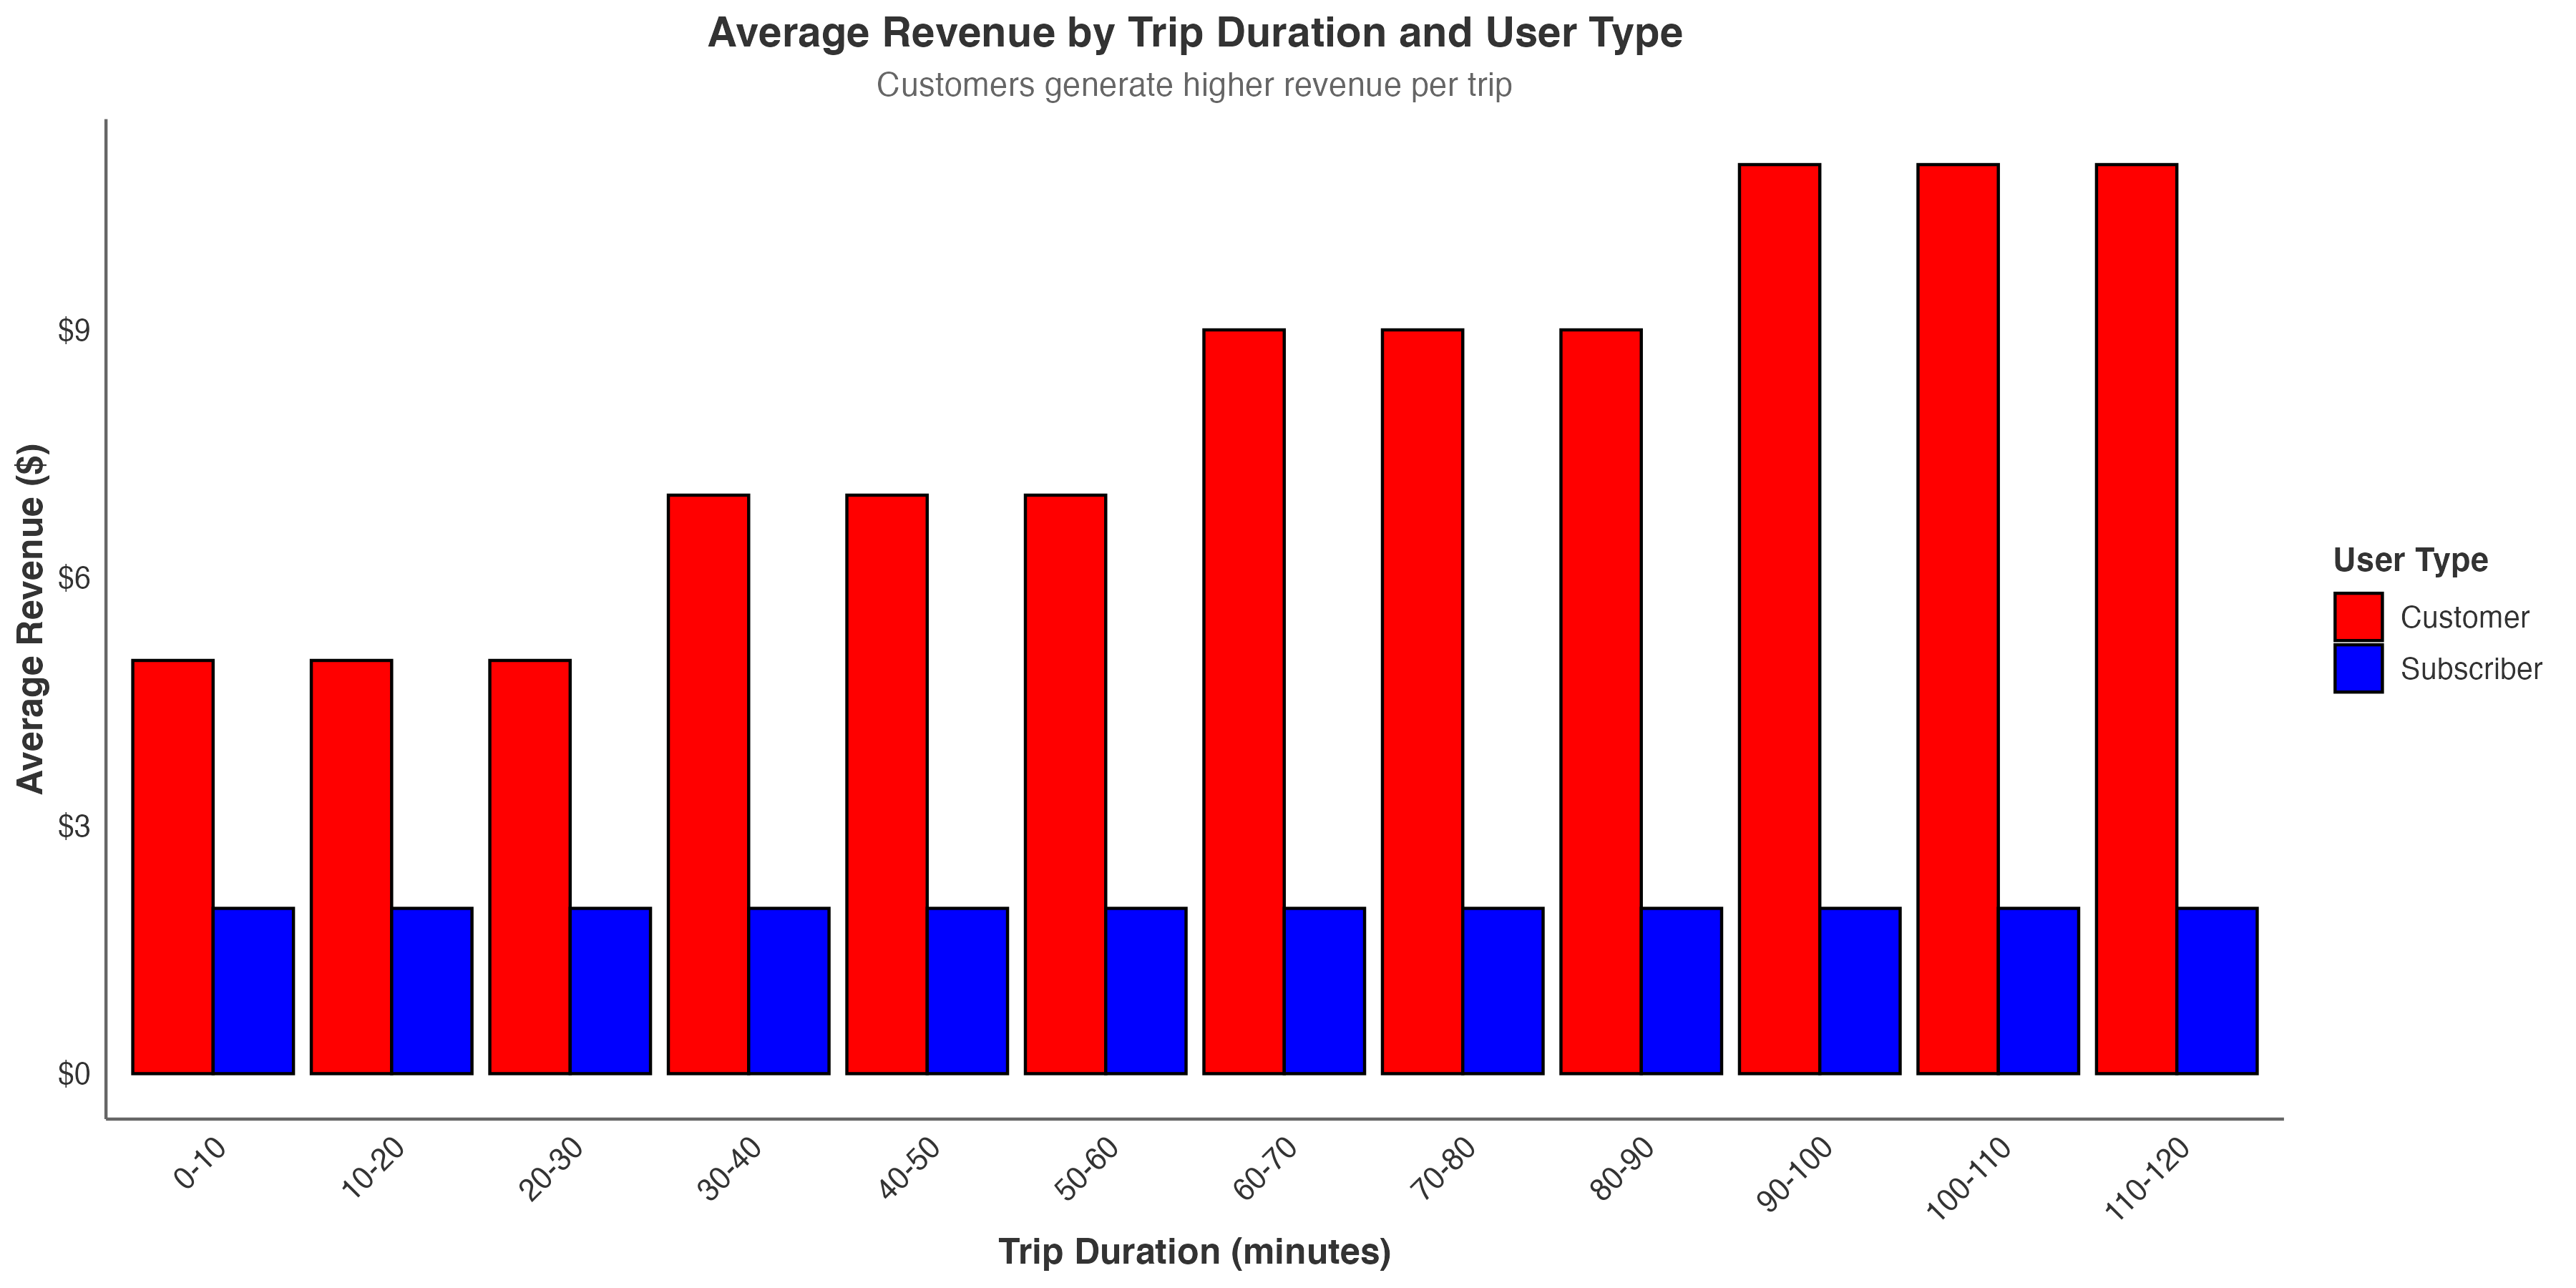 Average Revenue by Trip Duration and User Type
Customers generate higher revenue per trip
Average Revenue ($)
$9
$6
$3
$0
0-10
10-20
20-30
30-40
40-50
50-60
60-70
70-80
80-90
90-100
100-110
110-120
Trip Duration (minutes)
User Type
Customer
Subscriber